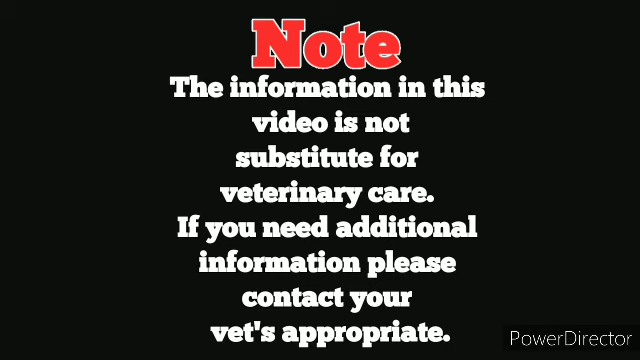 Note
The information in this
video is not
substitute for
veterinary care.
If you need additional
information please
contact your
vet's appropriate.
PowerDirector